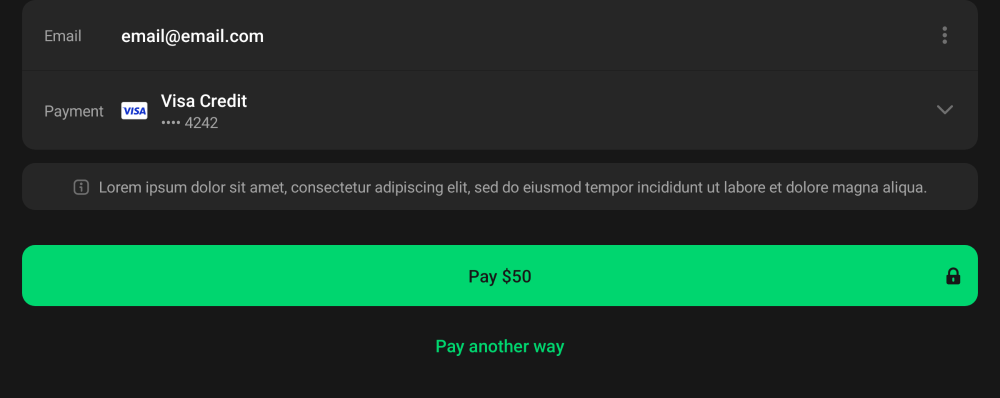 Email email@email.com
Payment VISA Visa Credit
•••• 4242
Lorem ipsum dolor sit amet, consectetur adipiscing elit, sed do eiusmod tempor incididunt ut labore et dolore magna aliqua.
Pay $50
Pay another way